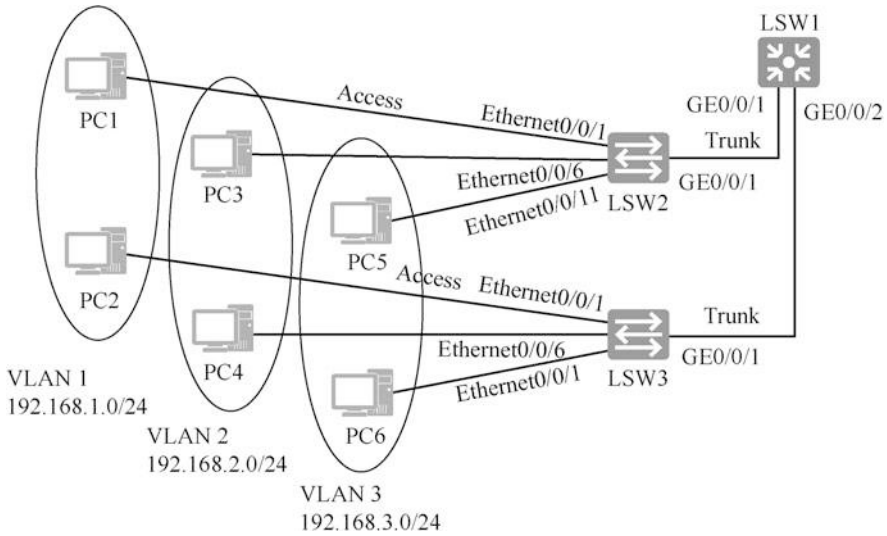 LSW1
PC1
Access
Ethernet0/0/1
GE0/0/1
GE0/0/2
PC3
Trunk
Ethernet0/0/6
GE0/0/1
LSW2
Ethernet0/0/11
PC5
PC2
Access
Ethernet0/0/1
Trunk
PC4
Ethernet0/0/6
GE0/0/1
LSW3
Ethernet0/0/1
PC6
VLAN 1
192.168.1.0/24
VLAN 2
192.168.2.0/24
VLAN 3
192.168.3.0/24